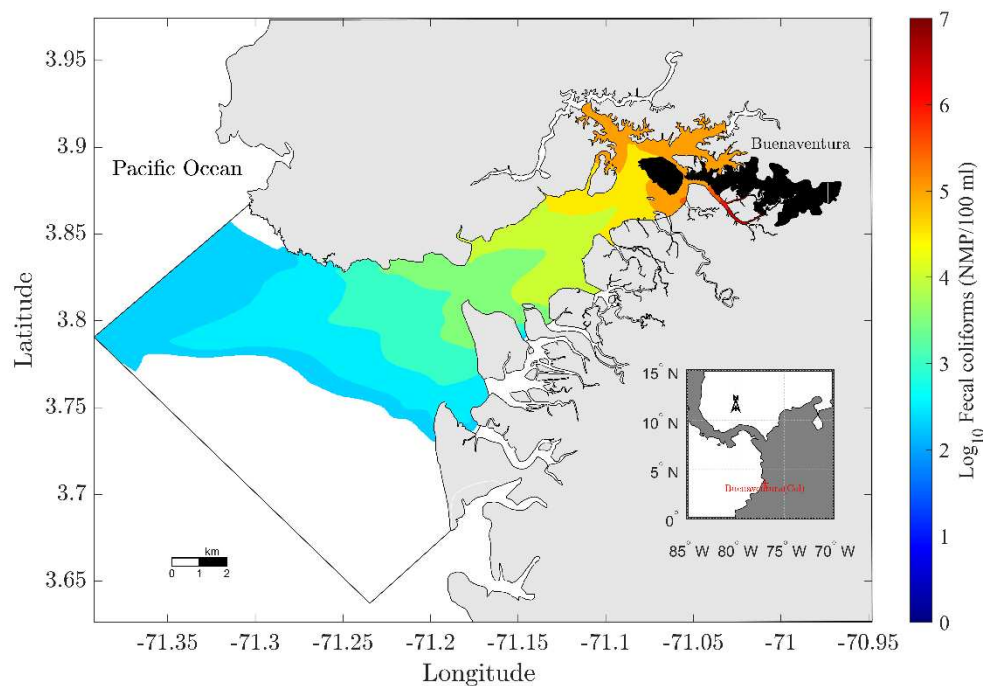 3.95
3.9
3.85
3.8
3.75
3.7
3.65
Latitude
Pacific Ocean
Buenaventura
km
0 1 2
15° N
10° N
5° N
0°
Buenaventura(Col)
85° W 80° W 75° W 70° W
-71.35 -71.3 -71.25 -71.2 -71.15 -71.1 -71.05 -71 -70.95
Longitude
7
6
5
4
3
2
1
0
Log10 Fecal coliforms (NMP/100 ml)